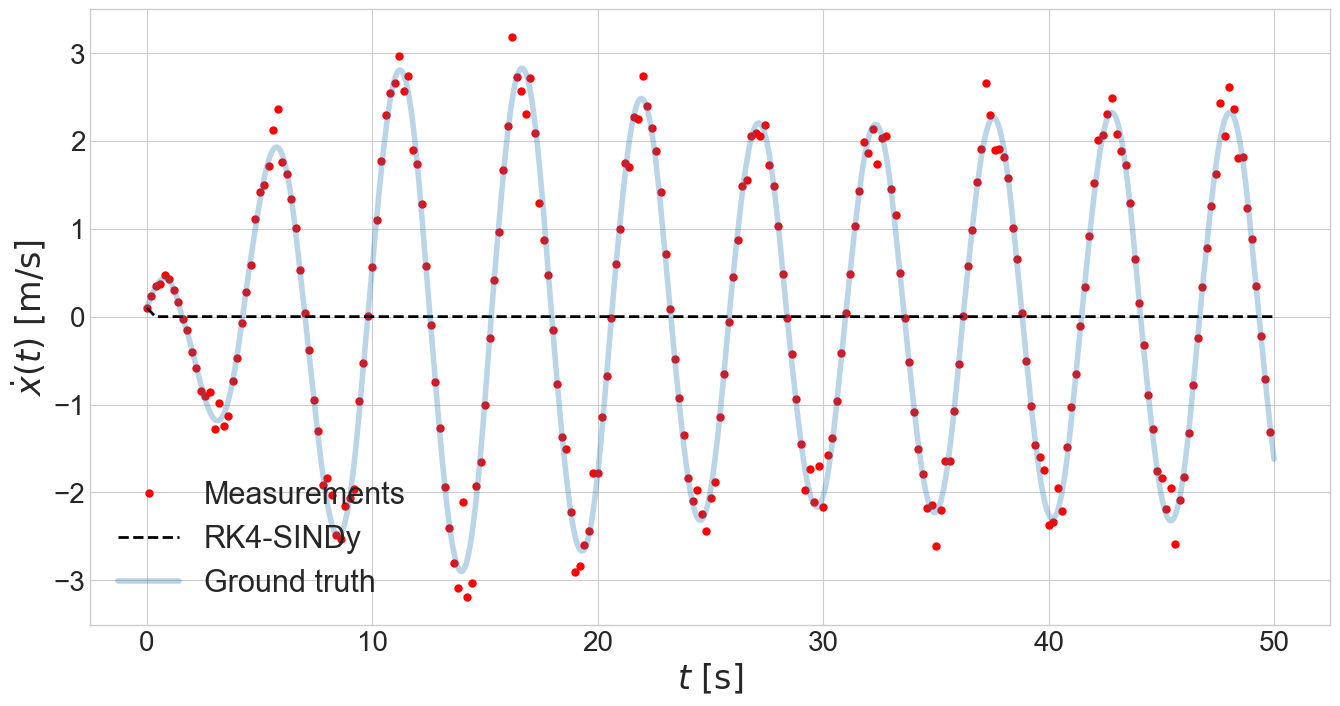 ẋ(t) [m/s]
3
2
1
0
−1
−2
−3
Measurements
RK4-SINDy
Ground truth
0 10 20 30 40 50
t [s]